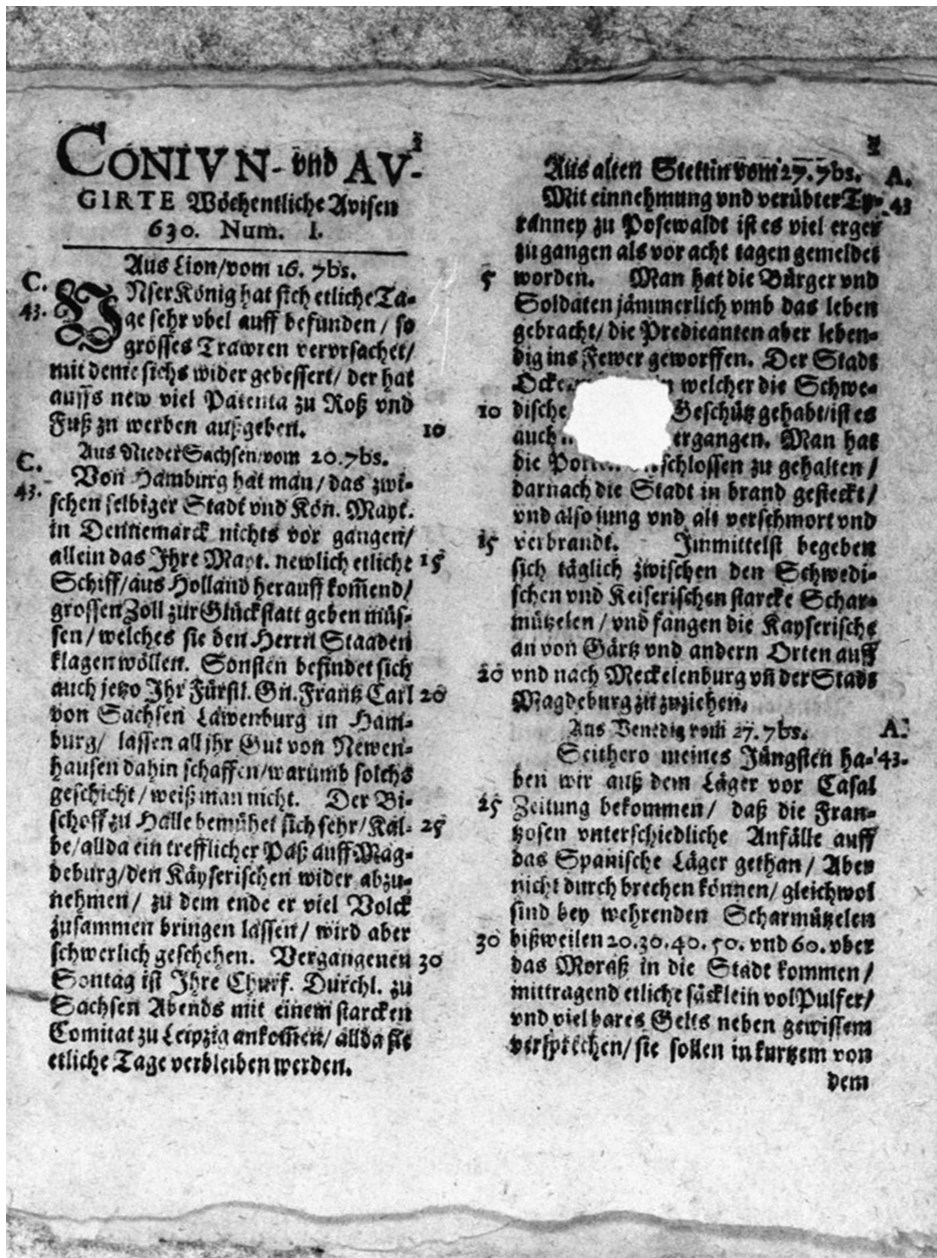 CONIVN- vnd AV-
GIRTE Wöchentliche Avisen
630. Num. I.
Aus Lion/vom 16. 7bs.
C.
43.
VNser König hat sich etliche Ta-
ge sehr vbel auff befunden / so
grosses Trawren vervrsachet/
mit deme sichs wider gebessert/ der hat
auffs new viel Patenta zu Roß vnd
Fuß zu werben außgeben. 10
Aus NiederSachsen/vom 20. 7bs.
C.
43.
Von Hamburg hat man/ das zwi-
schen selbiger Stadt vnd Kön. Mayt.
in Dennemarck nichts vor gangen/
allein das Ihre Mayt. newlich etliche 15
Schiff/aus Holland herauff kom̃end/
grossen Zoll zur Glückstatt geben müs-
sen/ welches sie den Herrn Staaden
klagen wöllen. Sonsten befindet sich
auch jetzo Ihr Fürstl. Gn. Frantz Carl 20
von Sachsen Lawenburg in Ham-
burg/ lassen all jhr Gut von Newen-
hausen dahin schaffen/warumb solchs
geschicht/ weiß man nicht. Der Bi-
schoff zu Halle bemühet sich sehr/ Kal- 25
be/allda ein trefflicher Paß auff Mag-
deburg/den Käyserischen wider abzu-
nehmen/ zu dem ende er viel Volck
zusammen bringen lassen/ wird aber
schwerlich geschehen. Vergangenen 30
Sontag ist Ihre Churf. Durchl. zu
Sachsen Abends mit einem starcken
Comitat zu Leipzig ankom̃en/ allda sie
etliche Tage verbleiben werden.
Aus alten Stettin vom 27. 7bs. A.
Mit einnehmung vnd verübter Ty- 43
ranney zu Posewaldt ist es viel erger
zu gangen als vor acht tagen gemeldet
5 worden. Man hat die Bürger vnd
Soldaten jämmerlich vmb das leben
gebracht/ die Predicanten aber leben-
dig ins Fewer geworffen. Der Stadt
welcher die Schwe-
10 dische Geschütz gehabt/ist es
auch ergangen. Man hat
die schlossen zu gehalten /
darnach die Stadt in brand gesteckt/
vnd also jung vnd alt verschmort vnd
15 verbrandt. Immittelst begeben
sich täglich zwischen den Schwedi-
schen vnd Keiserischen starcke Schar-
mützelen / vnd fangen die Kayserische
an von Gärtz vnd andern Orten auff
20 vnd nach Meckelenburg vñ der Stadt
Magdeburg zu zuziehen.
Aus Venedig vom 27. 7bs. A.
Seithero meines Jüngsten ha- 43.
ben wir auß dem Läger vor Casal
25 Zeitung bekommen/ daß die Fran-
tzosen vnterschiedliche Anfälle auff
das Spanische Läger gethan/ Aber
nicht durch brechen können/ gleichwol
sind bey wehrenden Scharmützelen
30 bißweilen 20. 30. 40. 50. vnd 60. vber
das Moraß in die Stadt kommen/
mittragend etliche säcklein vol Pulfer/
vnd viel bares Gelts neben gewissem
versprechen/ sie sollen in kurtzem von
dem